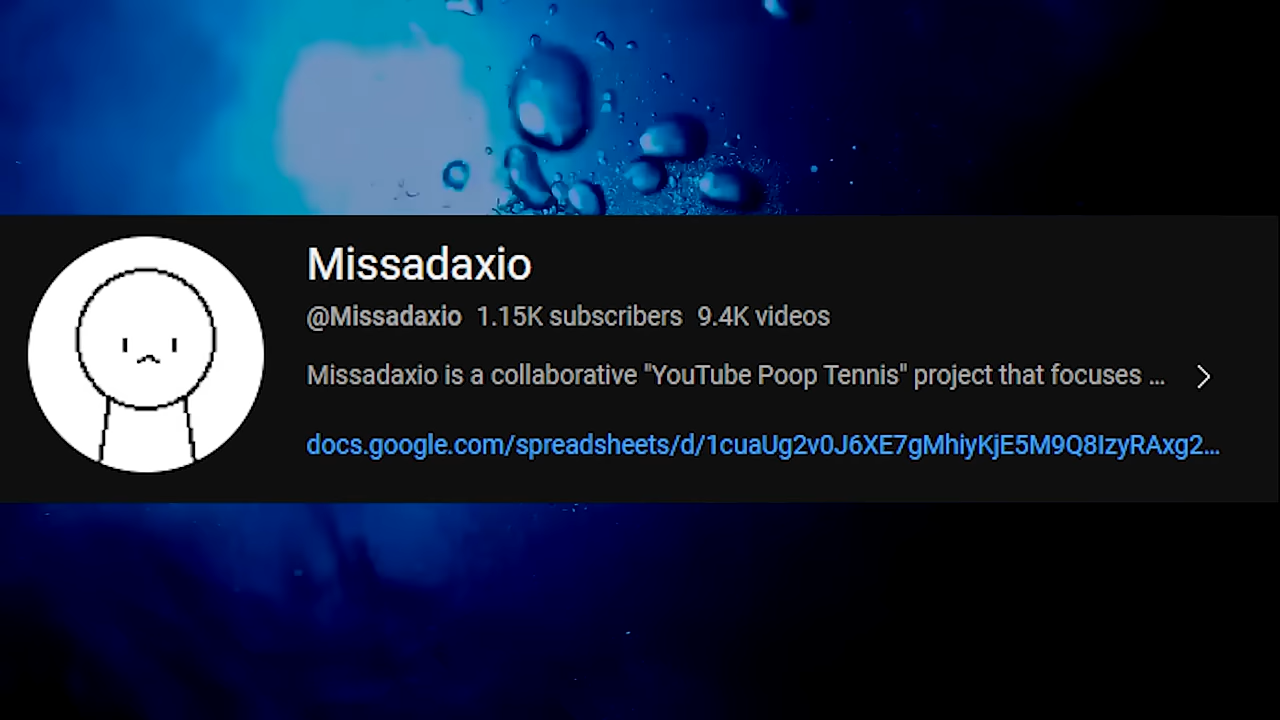 Missadaxio
@Missadaxio 1.15K subscribers 9.4K videos
Missadaxio is a collaborative "YouTube Poop Tennis" project that focuses ...
docs.google.com/spreadsheets/d/1cuaUg2v0J6XE7gMhiyKjE5M9Q8IzyRAxg2...